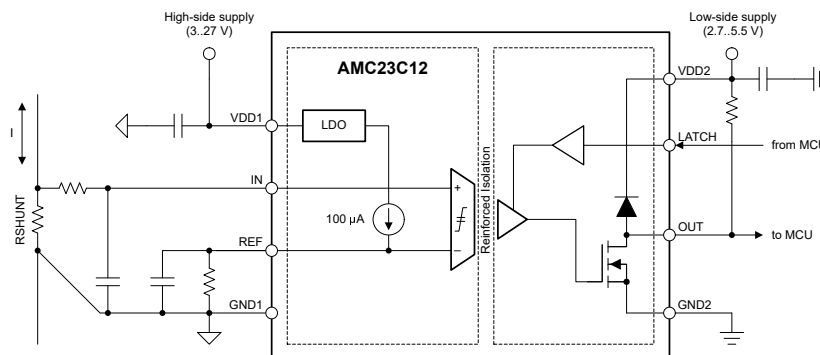 High-side supply
(3..27 V)
Low-side supply
(2.7..5.5 V)
AMC23C12
VDD1
LDO
VDD2
LATCH
from MCU
I
IN
+
100 µA
Reinforced Isolation
RSHUNT
REF
–
OUT
to MCU
GND1
GND2